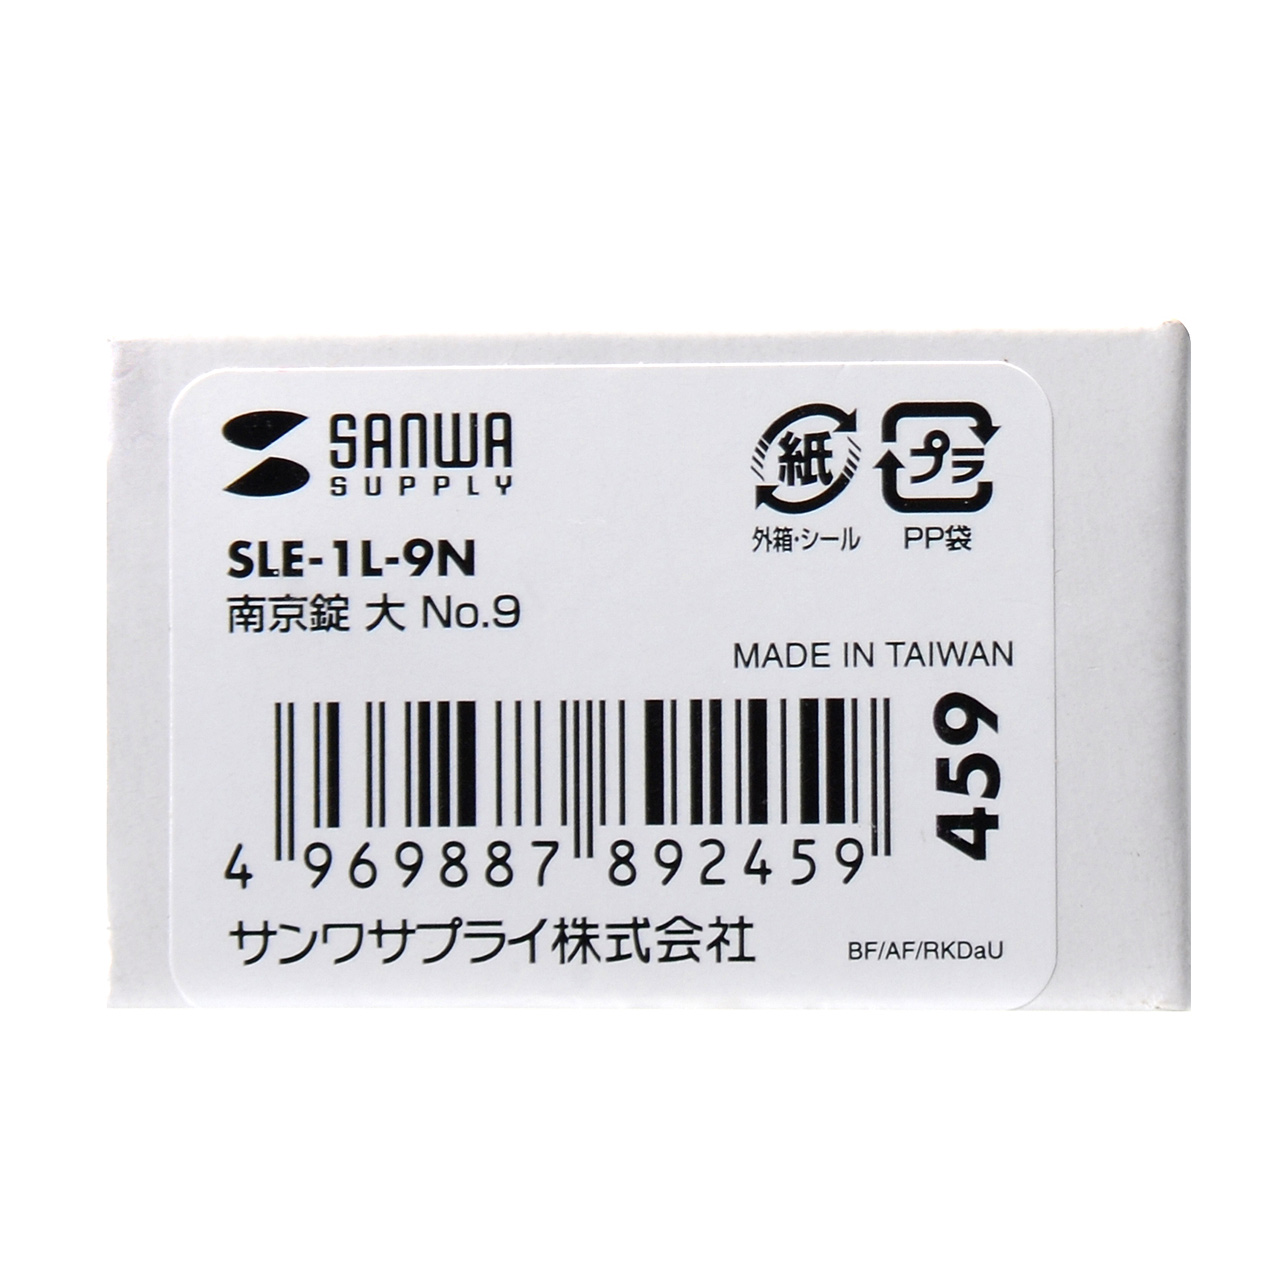 SANWA
SUPPLY
紙
プラ
外箱・シール
PP袋
SLE-1L-9N
南京錠 大 No.9
MADE IN TAIWAN
459
4 969887 892459
サンワサプライ株式会社
BF/AF/RKDaU